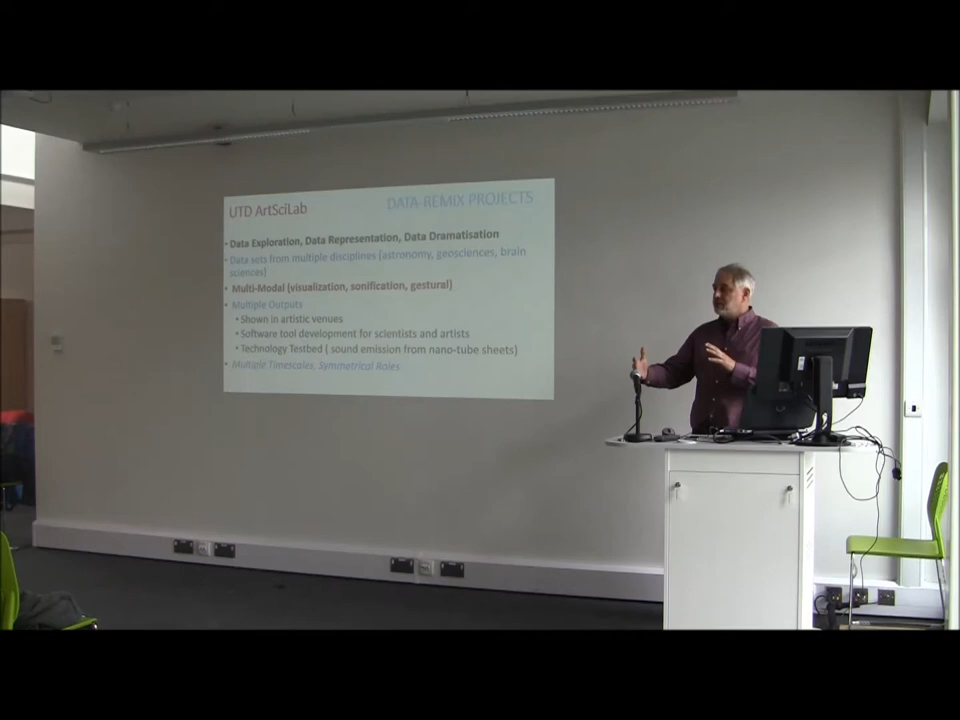 UTD ArtSciLab DATA-REMIX PROJECTS
• Data Exploration, Data Representation, Data Dramatisation
• Data sets from multiple disciplines (astronomy, geosciences, brain
sciences)
• Multi-Modal (visualization, sonification, gestural)
• Multiple Outputs
• Shown in artistic venues
• Software tool development for scientists and artists
• Technology Testbed ( sound emission from nano-tube sheets)
• Multiple Timescales, Symmetrical Roles